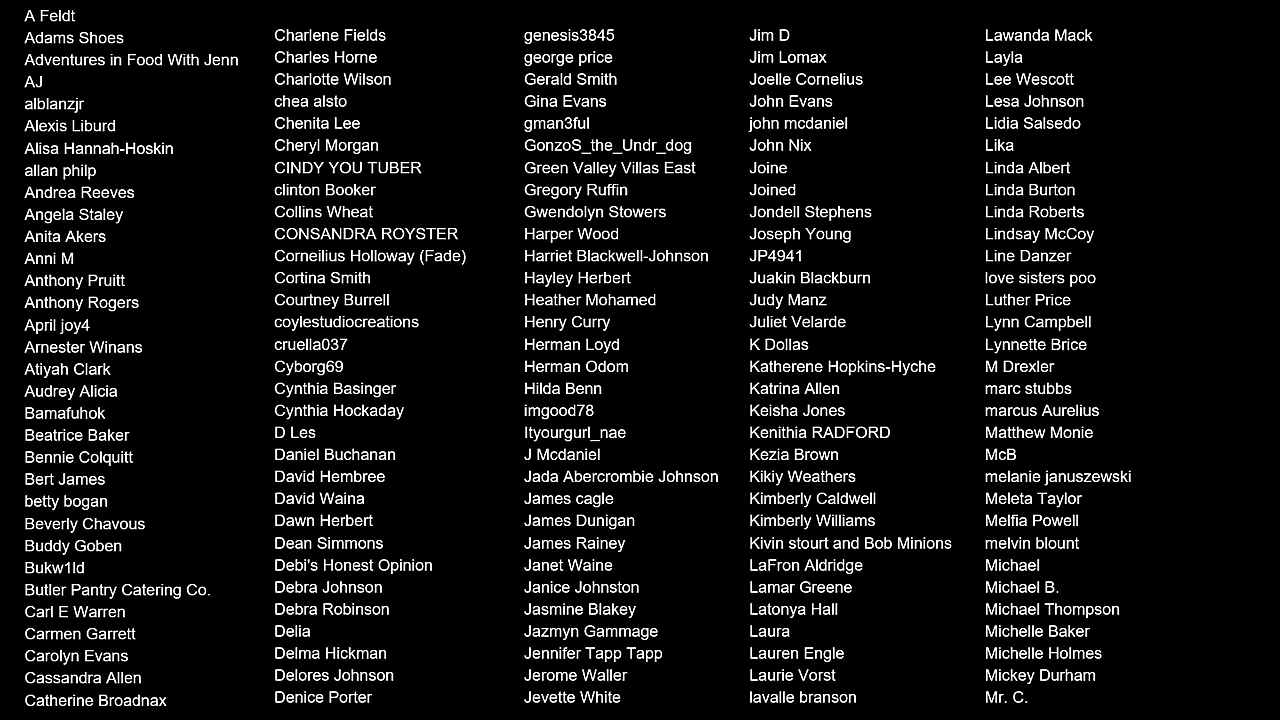 A Feldt
Adams Shoes
Adventures in Food With Jenn
AJ
alblanzjr
Alexis Liburd
Alisa Hannah-Hoskin
allan philp
Andrea Reeves
Angela Staley
Anita Akers
Anni M
Anthony Pruitt
Anthony Rogers
April joy4
Arnester Winans
Atiyah Clark
Audrey Alicia
Bamafuhok
Beatrice Baker
Bennie Colquitt
Bert James
betty bogan
Beverly Chavous
Buddy Goben
Bukw1ld
Butler Pantry Catering Co.
Carl E Warren
Carmen Garrett
Carolyn Evans
Cassandra Allen
Catherine Broadnax
Charlene Fields
Charles Horne
Charlotte Wilson
chea alsto
Chenita Lee
Cheryl Morgan
CINDY YOU TUBER
clinton Booker
Collins Wheat
CONSANDRA ROYSTER
Corneilius Holloway (Fade)
Cortina Smith
Courtney Burrell
coylestudiocreations
cruella037
Cyborg69
Cynthia Basinger
Cynthia Hockaday
D Les
Daniel Buchanan
David Hembree
David Waina
Dawn Herbert
Dean Simmons
Debi's Honest Opinion
Debra Johnson
Debra Robinson
Delia
Delma Hickman
Delores Johnson
Denice Porter
genesis3845
george price
Gerald Smith
Gina Evans
gman3ful
GonzoS_the_Undr_dog
Green Valley Villas East
Gregory Ruffin
Gwendolyn Stowers
Harper Wood
Harriet Blackwell-Johnson
Hayley Herbert
Heather Mohamed
Henry Curry
Herman Loyd
Herman Odom
Hilda Benn
imgood78
Ityourgurl_nae
J Mcdaniel
Jada Abercrombie Johnson
James cagle
James Dunigan
James Rainey
Janet Waine
Janice Johnston
Jasmine Blakey
Jazmyn Gammage
Jennifer Tapp Tapp
Jerome Waller
Jevette White
Jim D
Jim Lomax
Joelle Cornelius
John Evans
john mcdaniel
John Nix
Joine
Joined
Jondell Stephens
Joseph Young
JP4941
Juakin Blackburn
Judy Manz
Juliet Velarde
K Dollas
Katherene Hopkins-Hyche
Katrina Allen
Keisha Jones
Kenithia RADFORD
Kezia Brown
Kikiy Weathers
Kimberly Caldwell
Kimberly Williams
Kivin stourt and Bob Minions
LaFron Aldridge
Lamar Greene
Latonya Hall
Laura
Lauren Engle
Laurie Vorst
lavalle branson
Lawanda Mack
Layla
Lee Wescott
Lesa Johnson
Lidia Salsedo
Lika
Linda Albert
Linda Burton
Linda Roberts
Lindsay McCoy
Line Danzer
love sisters poo
Luther Price
Lynn Campbell
Lynnette Brice
M Drexler
marc stubbs
marcus Aurelius
Matthew Monie
McB
melanie januszewski
Meleta Taylor
Melfia Powell
melvin blount
Michael
Michael B.
Michael Thompson
Michelle Baker
Michelle Holmes
Mickey Durham
Mr. C.